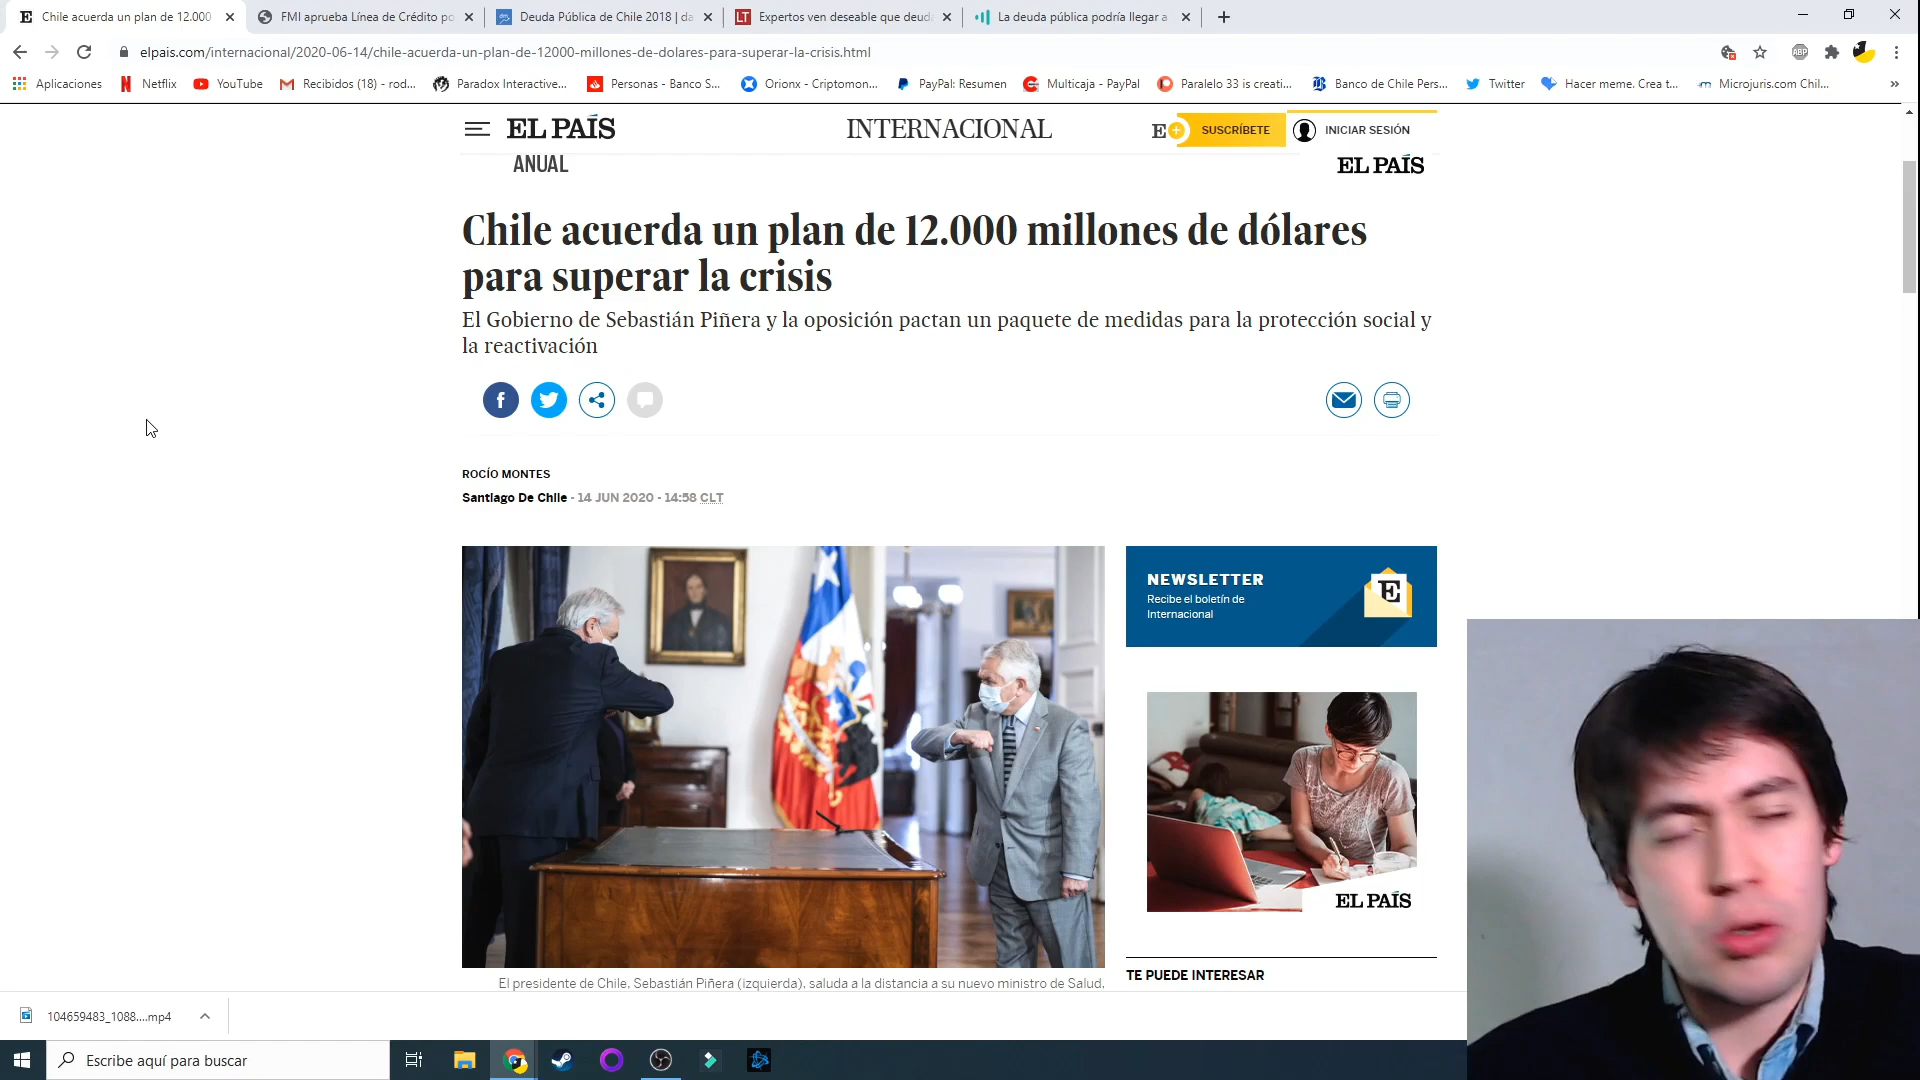 Chile acuerda un plan de 12.000
FMI aprueba Línea de Crédito po
Deuda Pública de Chile 2018 | da
Expertos ven deseable que deuda
La deuda pública podría llegar a
elpais.com/internacional/2020-06-14/chile-acuerda-un-plan-de-12000-millones-de-dolares-para-superar-la-crisis.html
ABP
Aplicaciones
Netflix
YouTube
Recibidos (18) - rod...
Paradox Interactive...
Personas - Banco S...
Orionx - Criptomon...
PayPal: Resumen
Multicaja - PayPal
Paralelo 33 is creati...
Banco de Chile Pers...
Twitter
Hacer meme. Crea t...
Microjuris.com Chil...
»
EL PAÍS
INTERNACIONAL
E+
SUSCRÍBETE
INICIAR SESIÓN
ANUAL
EL PAÍS
Chile acuerda un plan de 12.000 millones de dólares
para superar la crisis
El Gobierno de Sebastián Piñera y la oposición pactan un paquete de medidas para la protección social y
la reactivación
ROCÍO MONTES
Santiago De Chile - 14 JUN 2020 - 14:58 CLT
NEWSLETTER
Recibe el boletín de
Internacional
E
EL PAÍS
TE PUEDE INTERESAR
El presidente de Chile, Sebastián Piñera (izquierda), saluda a la distancia a su nuevo ministro de Salud,
104659483_1088....mp4
Escribe aquí para buscar